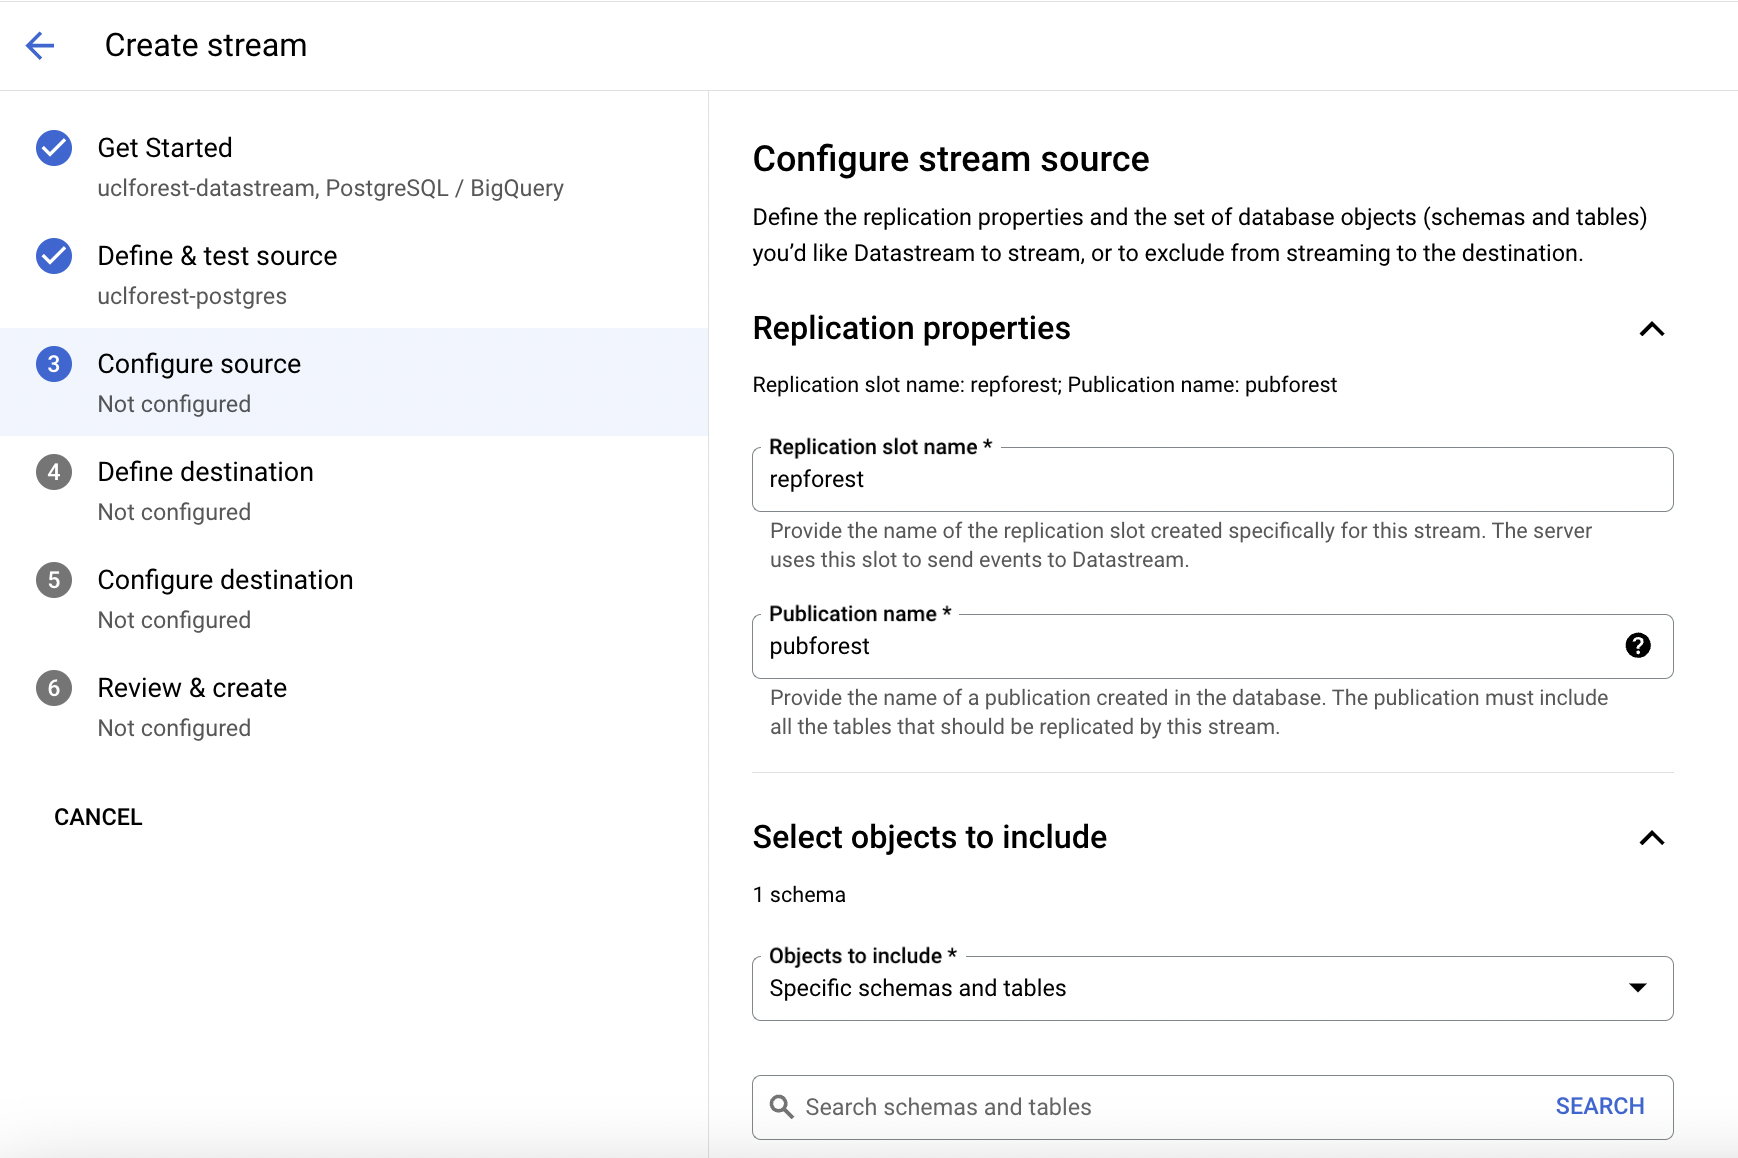 Create stream
Get Started
uclforest-datastream, PostgreSQL / BigQuery
Define & test source
uclforest-postgres
3
Configure source
Not configured
4
Define destination
Not configured
5
Configure destination
Not configured
6
Review & create
Not configured
CANCEL
Configure stream source
Define the replication properties and the set of database objects (schemas and tables)
you’d like Datastream to stream, or to exclude from streaming to the destination.
Replication properties
Replication slot name: repforest; Publication name: pubforest
Replication slot name *
repforest
Provide the name of the replication slot created specifically for this stream. The server
uses this slot to send events to Datastream.
Publication name *
pubforest
?
Provide the name of a publication created in the database. The publication must include
all the tables that should be replicated by this stream.
Select objects to include
1 schema
Objects to include *
Specific schemas and tables
Search schemas and tables
SEARCH